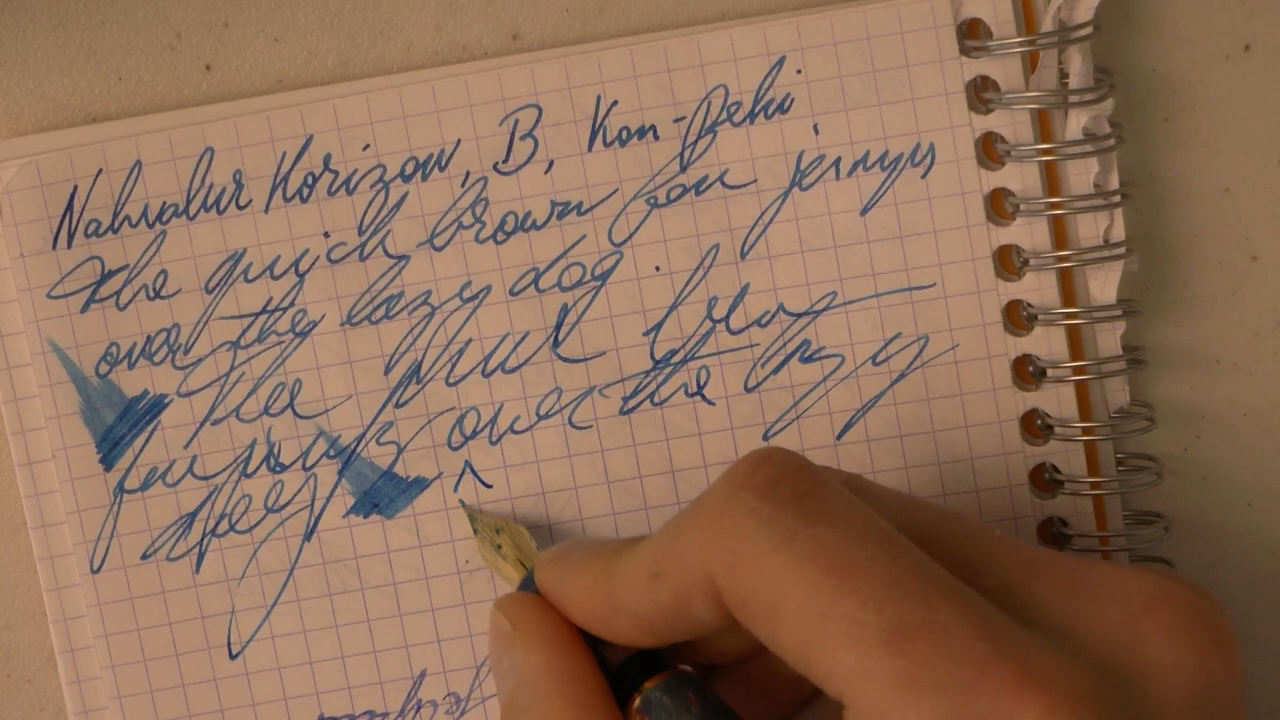 Nahvalur Horizon, B, Kon-Peki
The quick brown fox jumps
over the lazy dog.
The quick brown
fox jumps over the lazy
dog